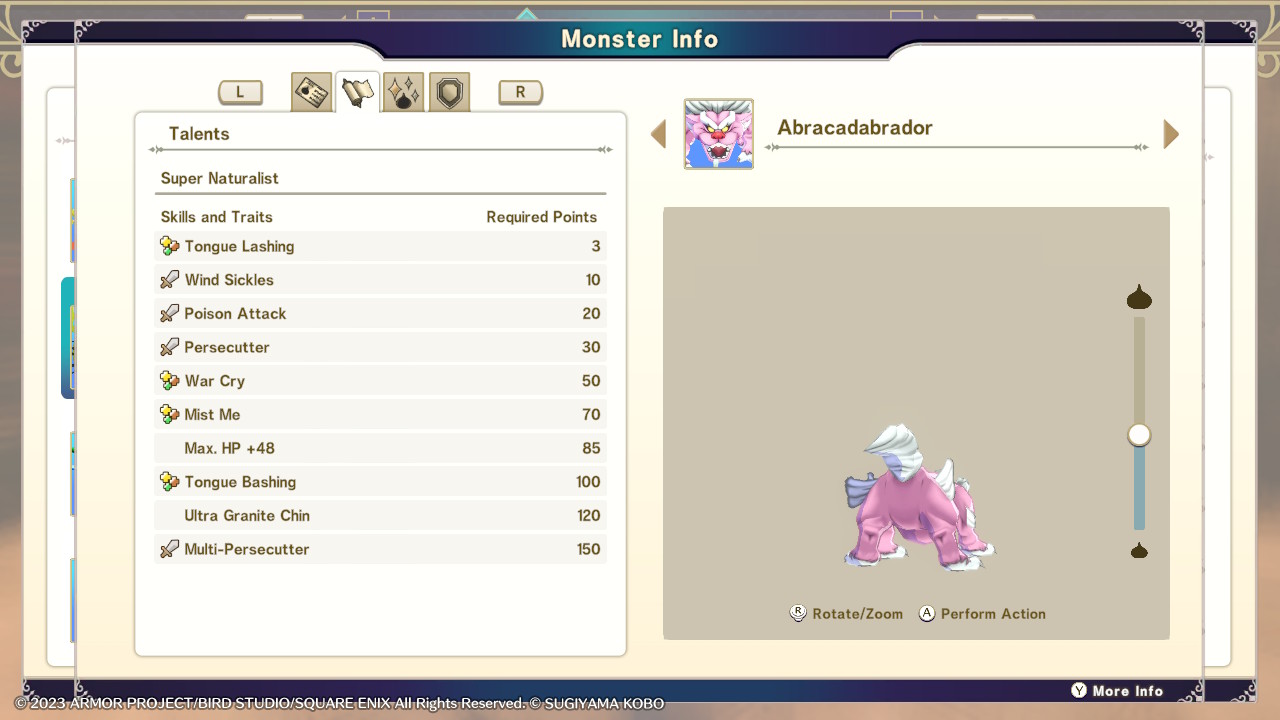 Monster Info
L
R
Talents
Super Naturalist
Skills and Traits Required Points
Tongue Lashing 3
Wind Sickles 10
Poison Attack 20
Persecutter 30
War Cry 50
Mist Me 70
Max. HP +48 85
Tongue Bashing 100
Ultra Granite Chin 120
Multi-Persecutter 150
Abracadabrador
R Rotate/Zoom A Perform Action
Y More Info
© 2023 ARMOR PROJECT/BIRD STUDIO/SQUARE ENIX All Rights Reserved. © SUGIYAMA KOBO